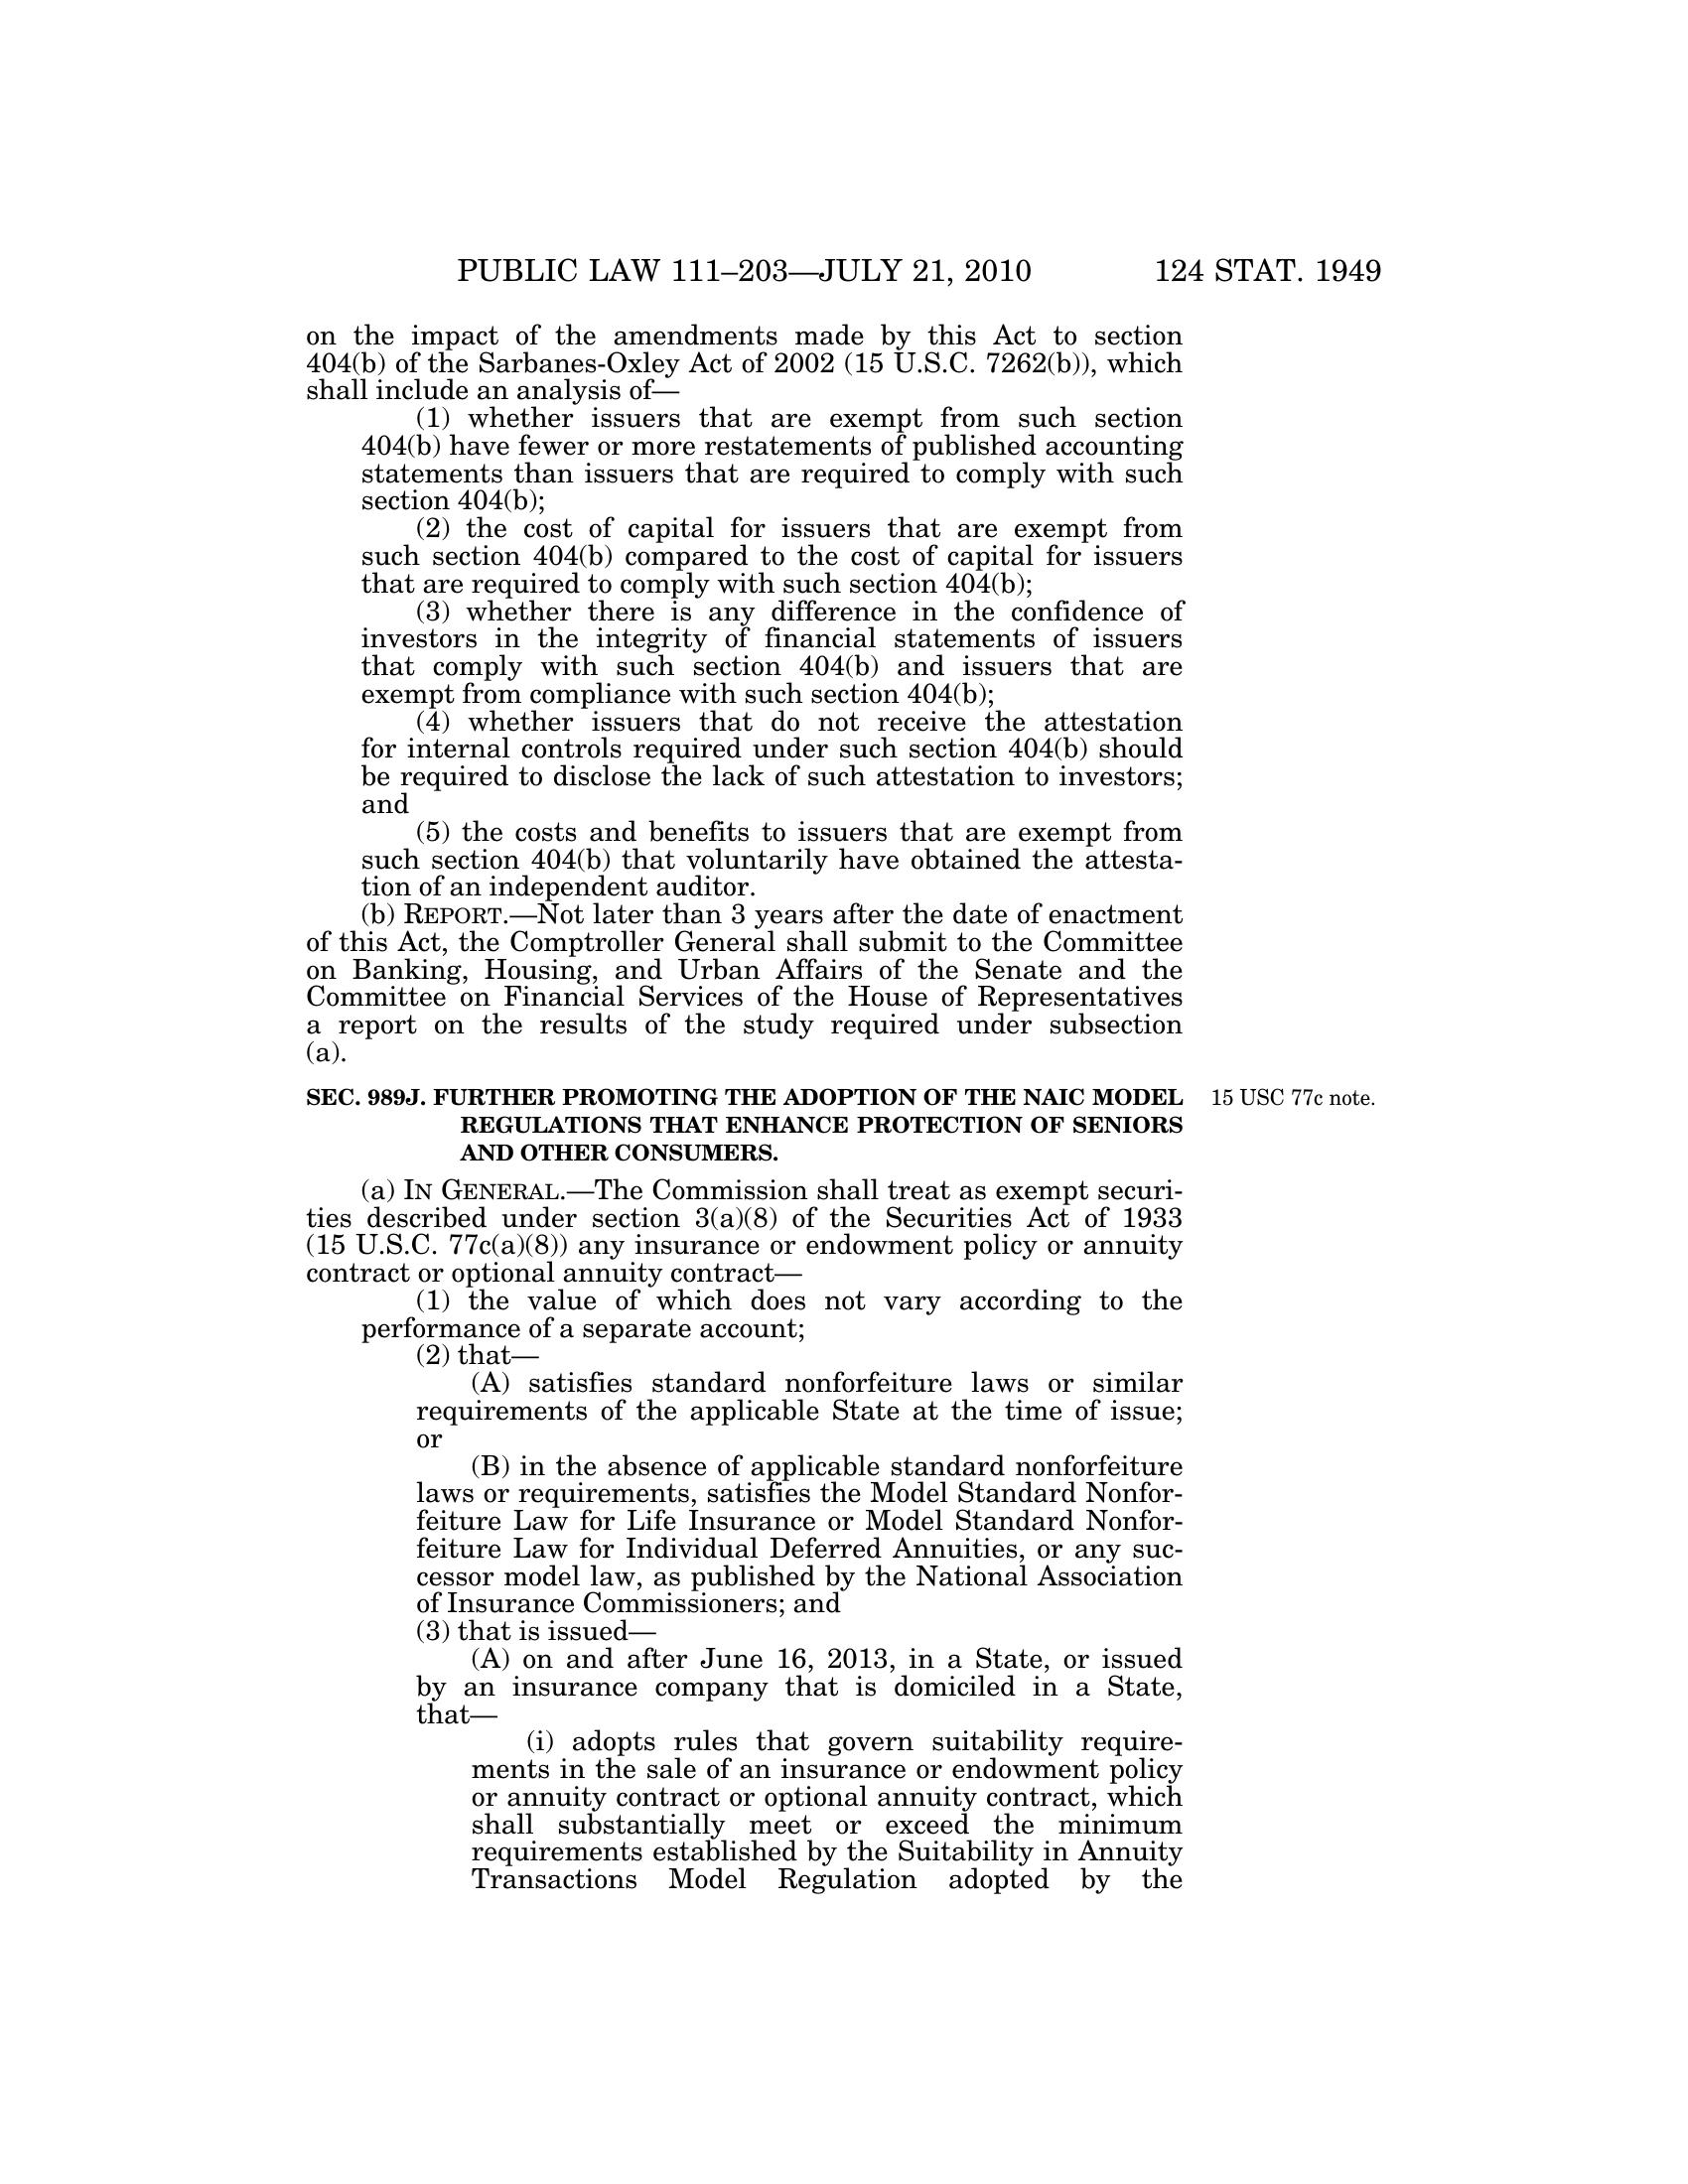 PUBLIC LAW 111–203—JULY 21, 2010 124 STAT. 1949
on the impact of the amendments made by this Act to section
404(b) of the Sarbanes-Oxley Act of 2002 (15 U.S.C. 7262(b)), which
shall include an analysis of—
(1) whether issuers that are exempt from such section
404(b) have fewer or more restatements of published accounting
statements than issuers that are required to comply with such
section 404(b);
(2) the cost of capital for issuers that are exempt from
such section 404(b) compared to the cost of capital for issuers
that are required to comply with such section 404(b);
(3) whether there is any difference in the confidence of
investors in the integrity of financial statements of issuers
that comply with such section 404(b) and issuers that are
exempt from compliance with such section 404(b);
(4) whether issuers that do not receive the attestation
for internal controls required under such section 404(b) should
be required to disclose the lack of such attestation to investors;
and
(5) the costs and benefits to issuers that are exempt from
such section 404(b) that voluntarily have obtained the attesta-
tion of an independent auditor.
(b) REPORT.—Not later than 3 years after the date of enactment
of this Act, the Comptroller General shall submit to the Committee
on Banking, Housing, and Urban Affairs of the Senate and the
Committee on Financial Services of the House of Representatives
a report on the results of the study required under subsection
(a).
SEC. 989J. FURTHER PROMOTING THE ADOPTION OF THE NAIC MODEL
REGULATIONS THAT ENHANCE PROTECTION OF SENIORS
AND OTHER CONSUMERS.
15 USC 77c note.
(a) IN GENERAL.—The Commission shall treat as exempt securi-
ties described under section 3(a)(8) of the Securities Act of 1933
(15 U.S.C. 77c(a)(8)) any insurance or endowment policy or annuity
contract or optional annuity contract—
(1) the value of which does not vary according to the
performance of a separate account;
(2) that—
(A) satisfies standard nonforfeiture laws or similar
requirements of the applicable State at the time of issue;
or
(B) in the absence of applicable standard nonforfeiture
laws or requirements, satisfies the Model Standard Nonfor-
feiture Law for Life Insurance or Model Standard Nonfor-
feiture Law for Individual Deferred Annuities, or any suc-
cessor model law, as published by the National Association
of Insurance Commissioners; and
(3) that is issued—
(A) on and after June 16, 2013, in a State, or issued
by an insurance company that is domiciled in a State,
that—
(i) adopts rules that govern suitability require-
ments in the sale of an insurance or endowment policy
or annuity contract or optional annuity contract, which
shall substantially meet or exceed the minimum
requirements established by the Suitability in Annuity
Transactions Model Regulation adopted by the